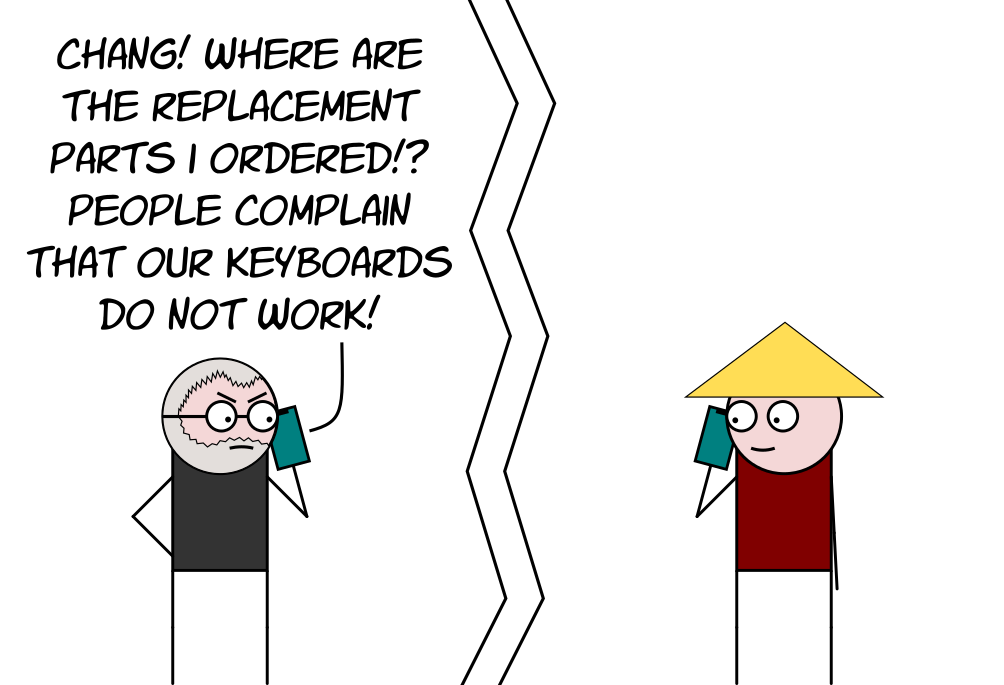 CHANG! WHERE ARE
THE REPLACEMENT
PARTS I ORDERED!?
PEOPLE COMPLAIN
THAT OUR KEYBOARDS
DO NOT WORK!